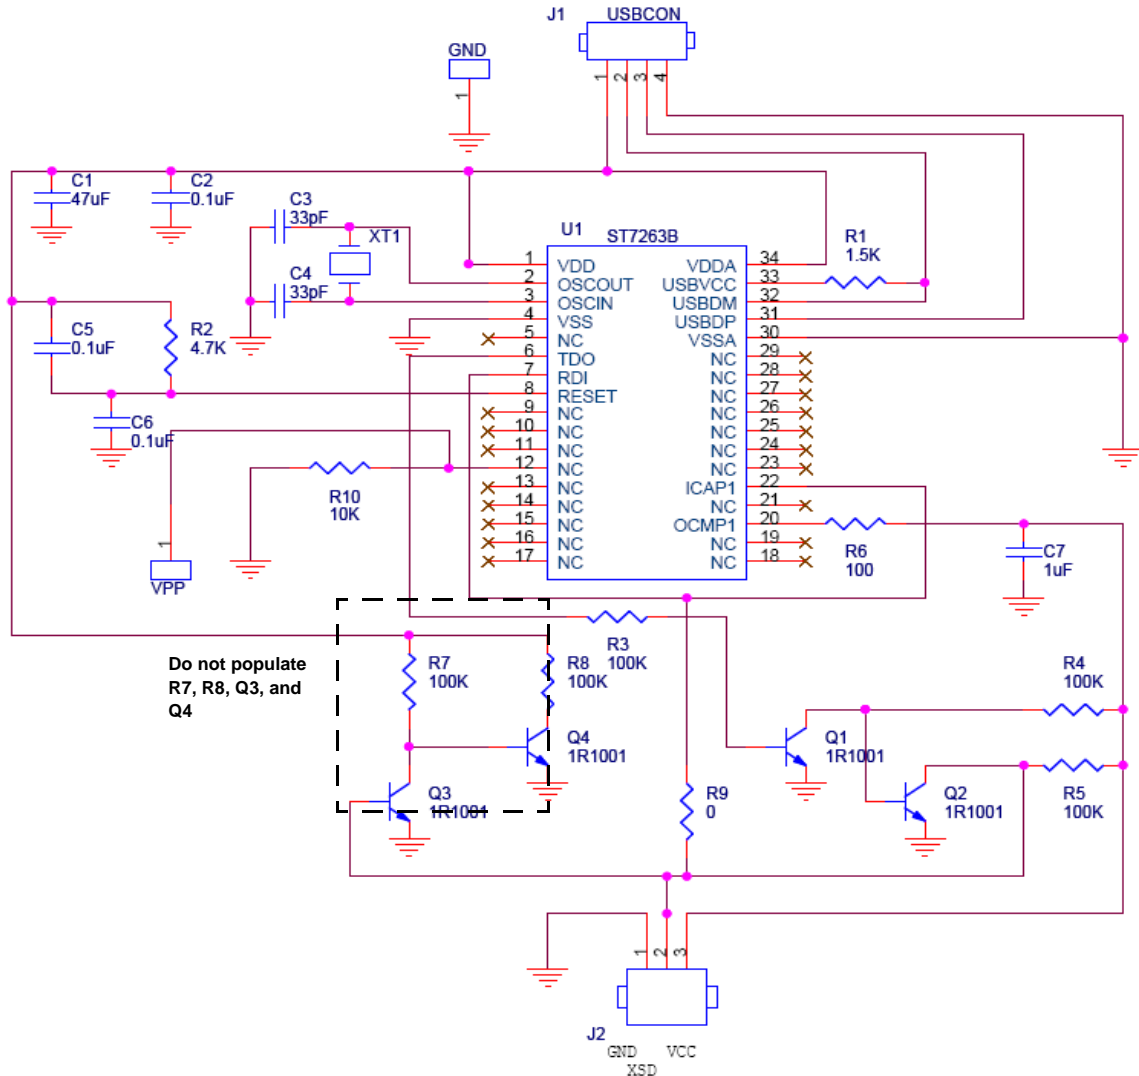 J1 USBCON
1 2 3 4
GND
1
C1
47uF
C2
0.1uF
C3
33pF
XT1
C4
33pF
C5
0.1uF
R2
4.7K
C6
0.1uF
R10
10K
1
VPP
U1 ST7263B
1 VDD
2 OSCOUT
3 OSCIN
4 VSS
5 NC
6 TDO
7 RDI
8 RESET
9 NC
10 NC
11 NC
12 NC
13 NC
14 NC
15 NC
16 NC
17 NC
VDDA 34
USBVCC 33
USBDM 32
USBDP 31
VSSA 30
NC 29
NC 28
NC 27
NC 26
NC 25
NC 24
NC 23
ICAP1 22
NC 21
OCMP1 20
NC 19
NC 18
R1
1.5K
R6
100
C7
1uF
Do not populate
R7, R8, Q3, and
Q4
R7
100K
R8
100K
R3
100K
R4
100K
Q4
1R1001
Q3
1R1001
Q1
1R1001
Q2
1R1001
R5
100K
R9
0
1 2 3
J2
GND VCC
XSD